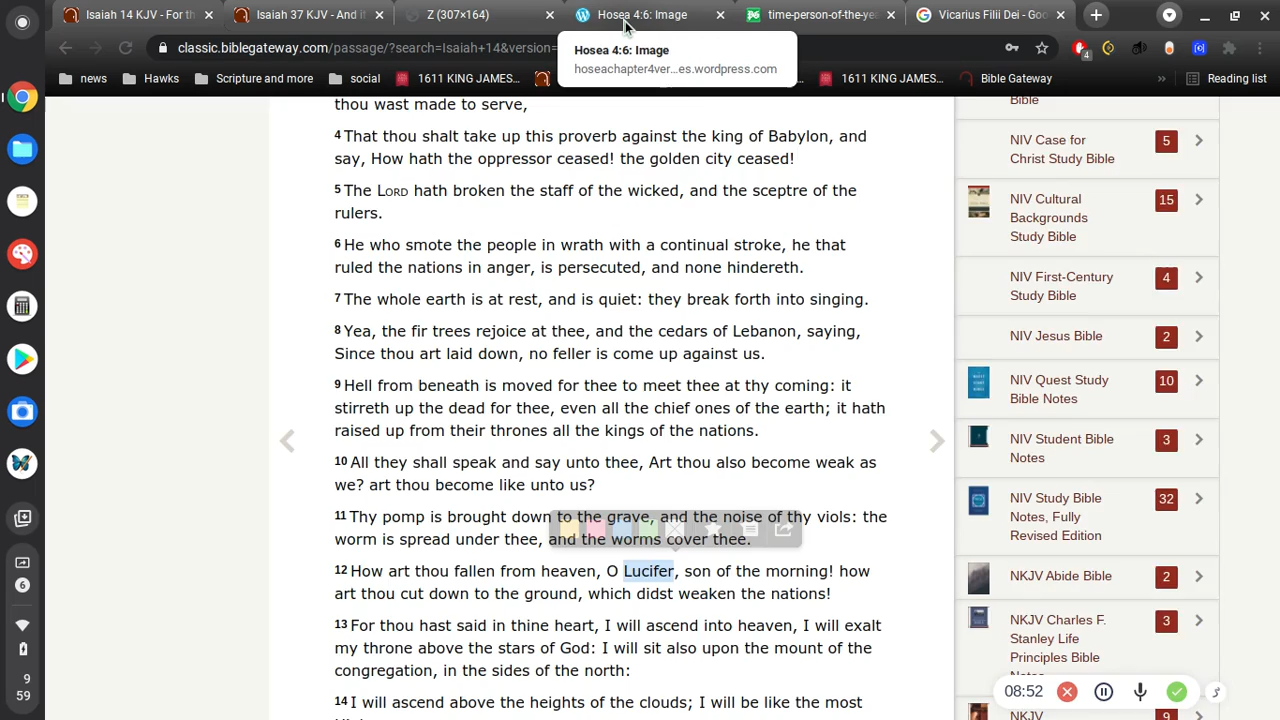 Isaiah 14 KJV - For th
Isaiah 37 KJV - And it
Z (307×164)
Hosea 4:6: Image
time-person-of-the-ye
Vicarius Filii Dei - Goo
classic.biblegateway.com/passage/?search=Isaiah+14&version=
4
Hosea 4:6: Image
hoseachapter4ver...es.wordpress.com
news
Hawks
Scripture and more
social
1611 KING JAMES...
1611 KING JAMES...
Bible Gateway
»
Reading list
thou wast made to serve,
4 That thou shalt take up this proverb against the king of Babylon, and
say, How hath the oppressor ceased! the golden city ceased!
5 The LORD hath broken the staff of the wicked, and the sceptre of the
rulers.
6 He who smote the people in wrath with a continual stroke, he that
ruled the nations in anger, is persecuted, and none hindereth.
7 The whole earth is at rest, and is quiet: they break forth into singing.
8 Yea, the fir trees rejoice at thee, and the cedars of Lebanon, saying,
Since thou art laid down, no feller is come up against us.
9 Hell from beneath is moved for thee to meet thee at thy coming: it
stirreth up the dead for thee, even all the chief ones of the earth; it hath
raised up from their thrones all the kings of the nations.
10 All they shall speak and say unto thee, Art thou also become weak as
we? art thou become like unto us?
11 Thy pomp is brought down to the grave, and the noise of thy viols: the
worm is spread under thee, and the worms cover thee.
12 How art thou fallen from heaven, O Lucifer, son of the morning! how
art thou cut down to the ground, which didst weaken the nations!
13 For thou hast said in thine heart, I will ascend into heaven, I will exalt
my throne above the stars of God: I will sit also upon the mount of the
congregation, in the sides of the north:
14 I will ascend above the heights of the clouds; I will be like the most
Bible
NIV Case for
Christ Study Bible
5
NIV Cultural
Backgrounds
Study Bible
15
NIV First-Century
Study Bible
4
NIV Jesus Bible
2
NIV Quest Study
Bible Notes
10
NIV Student Bible
Notes
3
NIV Study Bible
Notes, Fully
Revised Edition
32
NKJV Abide Bible
2
NKJV Charles F.
Stanley Life
Principles Bible
Notes
3
NKJV
9
08:52
6
9
59